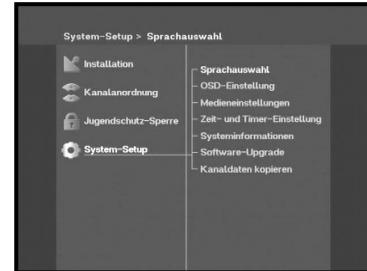 System-Setup > Sprachauswahl
Installation
Kanalanordnung
Jugendschutz-Sperre
System-Setup
Sprachauswahl
OSD-Einstellung
Medieneinstellungen
Zeit- und Timer-Einstellung
Systeminformationen
Software-Upgrade
Kanaldaten kopieren